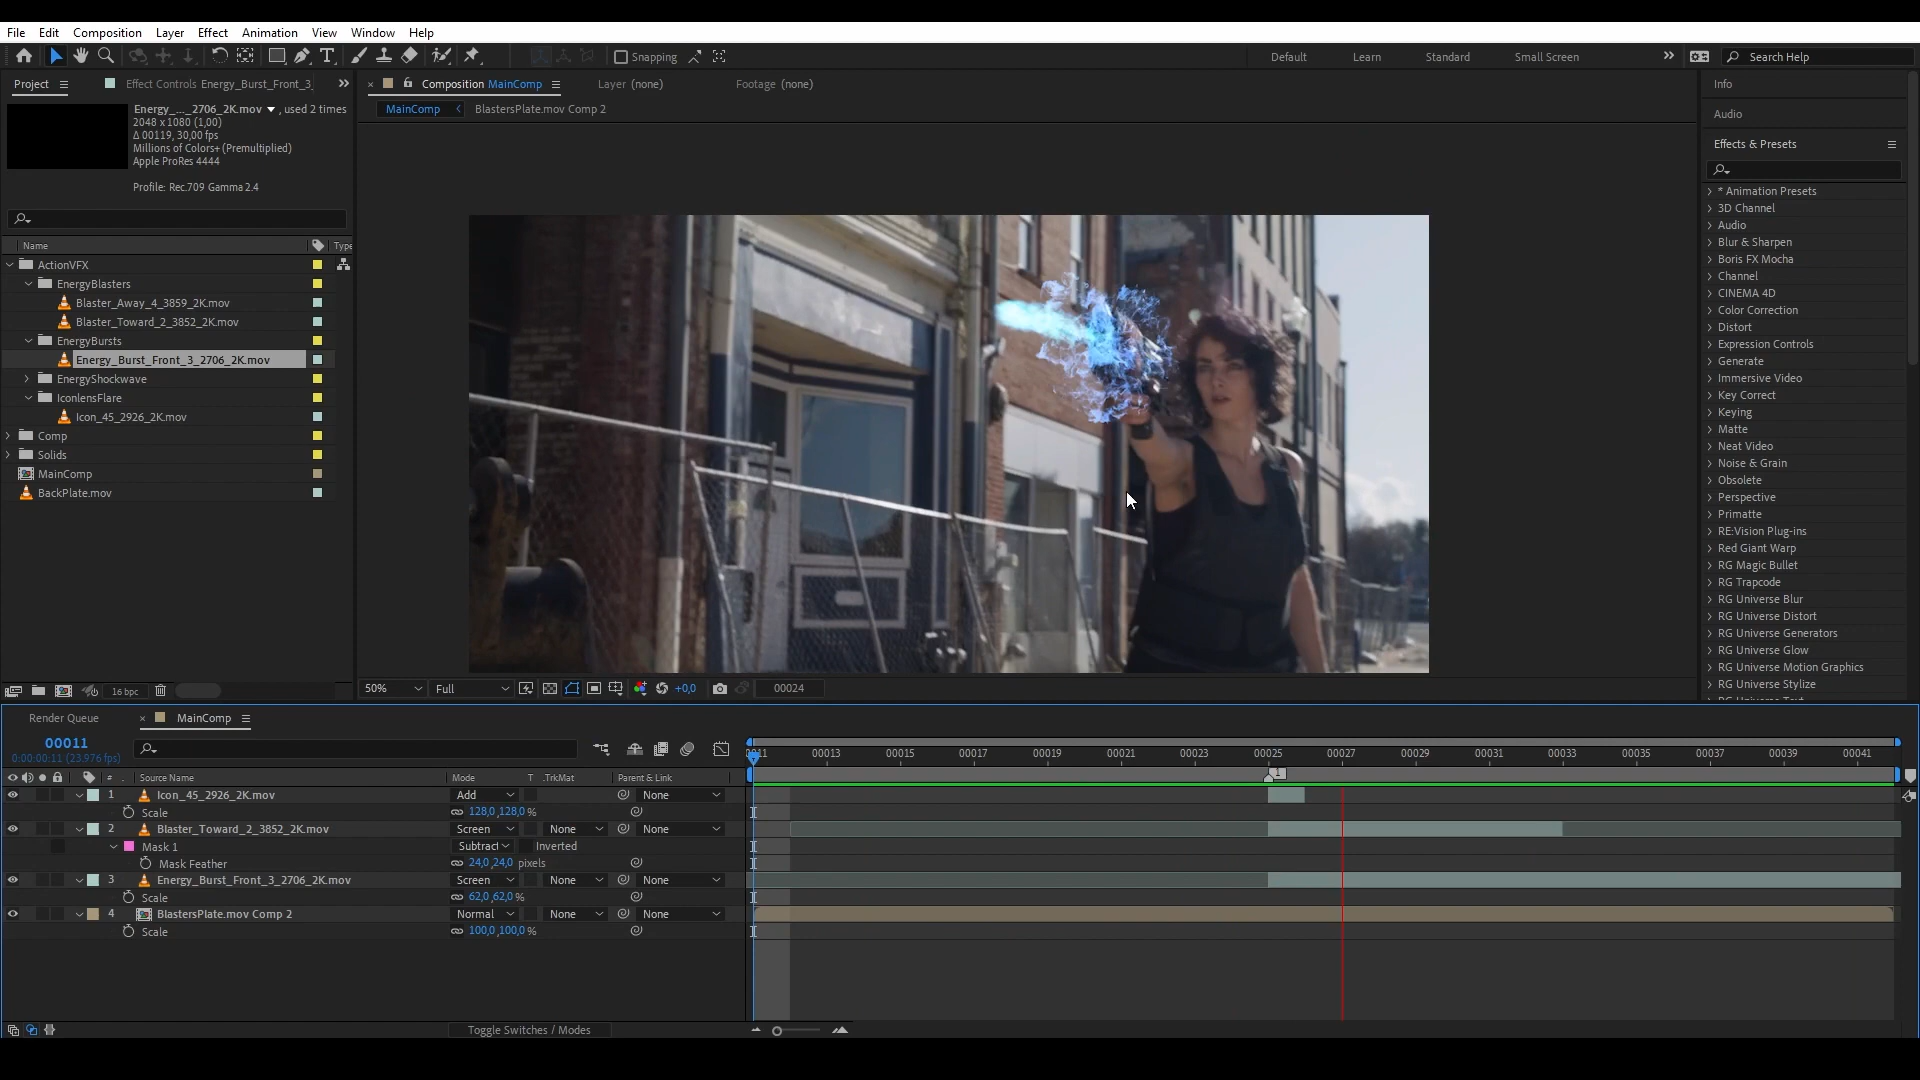 File Edit Composition Layer Effect Animation View Window Help
Snapping
Default Learn Standard Small Screen Search Help
Project Effect Controls Energy_Burst_Front_3_
Composition MainComp Layer (none) Footage (none)
MainComp BlastersPlate.mov Comp 2
Energy_..._2706_2K.mov , used 2 times
2048 x 1080 (1,00)
Δ 00119, 30,00 fps
Millions of Colors+ (Premultiplied)
Apple ProRes 4444
Profile: Rec.709 Gamma 2.4
Name Type
ActionVFX
EnergyBlasters
Blaster_Away_4_3859_2K.mov
Blaster_Toward_2_3852_2K.mov
EnergyBursts
Energy_Burst_Front_3_2706_2K.mov
EnergyShockwave
IconlensFlare
Icon_45_2926_2K.mov
Comp
Solids
MainComp
BackPlate.mov
16 bpc
50% Full +0,0 00024
Info
Audio
Effects & Presets
* Animation Presets
3D Channel
Audio
Blur & Sharpen
Boris FX Mocha
Channel
CINEMA 4D
Color Correction
Distort
Expression Controls
Generate
Immersive Video
Key Correct
Keying
Matte
Neat Video
Noise & Grain
Obsolete
Perspective
Primatte
RE:Vision Plug-ins
Red Giant Warp
RG Magic Bullet
RG Trapcode
RG Universe Blur
RG Universe Distort
RG Universe Generators
RG Universe Glow
RG Universe Motion Graphics
RG Universe Stylize
Render Queue MainComp
00011
0:00:00:11 (23.976 fps)
00013 00015 00017 00019 00021 00023 00025 00027 00029 00031 00033 00035 00037 00039 00041
# Source Name Mode T .TrkMat Parent & Link
1
1 Icon_45_2926_2K.mov Add None
Scale 128,0,128,0%
2 Blaster_Toward_2_3852_2K.mov Screen None None
Mask 1 Subtract Inverted
Mask Feather 24,0,24,0 pixels
3 Energy_Burst_Front_3_2706_2K.mov Screen None None
Scale 62,0,62,0%
4 BlastersPlate.mov Comp 2 Normal None None
Scale 100,0,100,0%
Toggle Switches / Modes